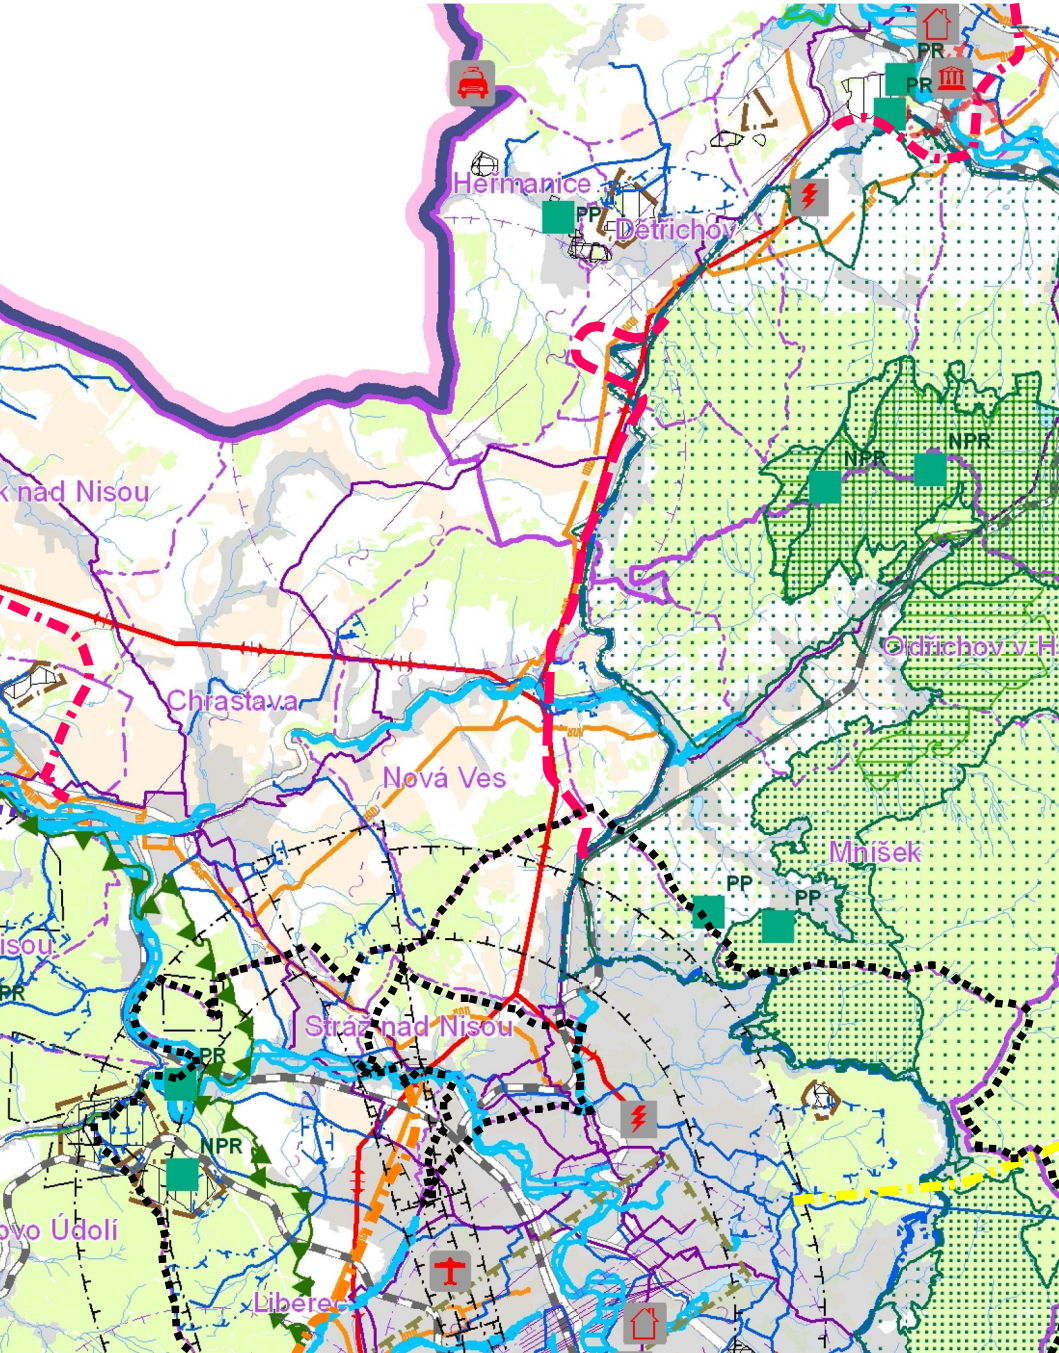 PR
PR
Heřmanice
PP
Dětřichov
NPR
NPR
k nad Nisou
Oldřichov v H
Chrastava
Nová Ves
Mníšek
PP
PP
isou
PR
Stráž nad Nisou
PR
NPR
ovo Údolí
Liberec